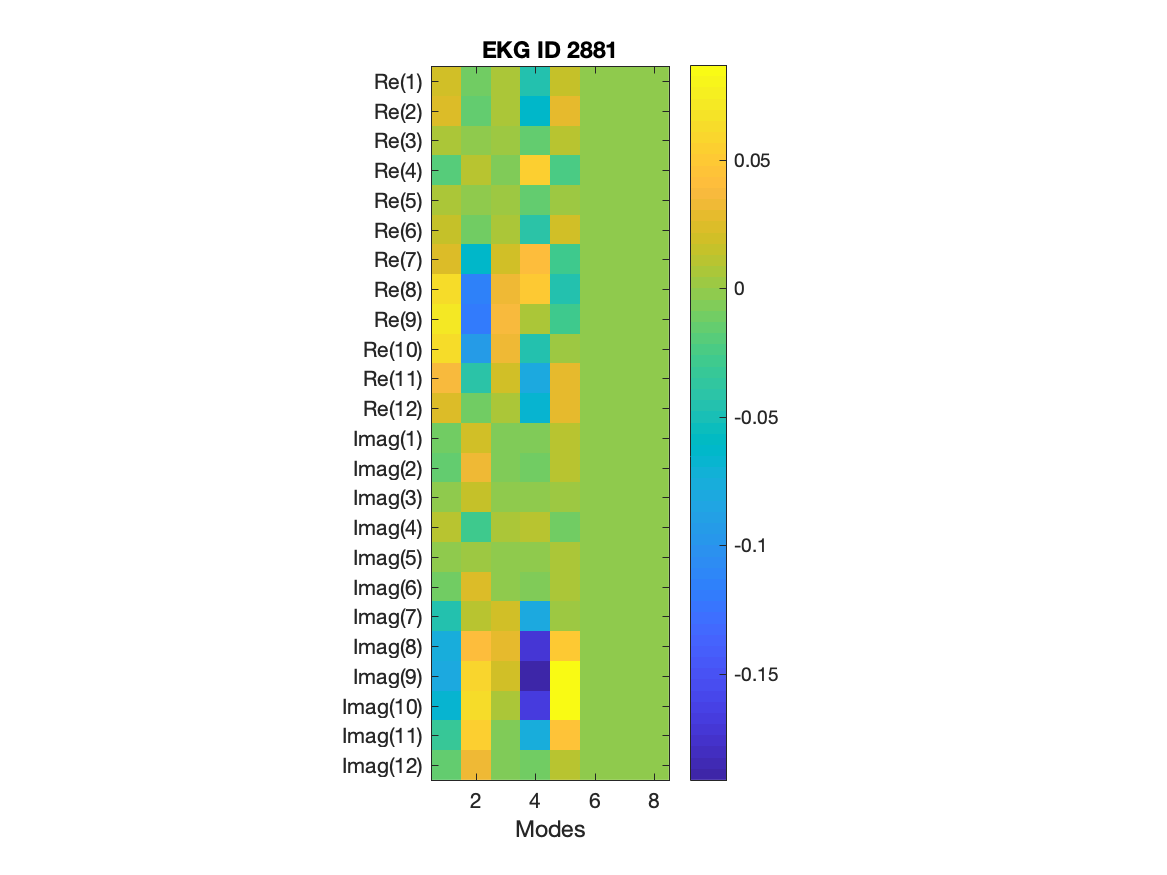 EKG ID 2881
Re(1)
Re(2)
Re(3)
Re(4)
Re(5)
Re(6)
Re(7)
Re(8)
Re(9)
Re(10)
Re(11)
Re(12)
Imag(1)
Imag(2)
Imag(3)
Imag(4)
Imag(5)
Imag(6)
Imag(7)
Imag(8)
Imag(9)
Imag(10)
Imag(11)
Imag(12)
2 4 6 8
Modes
0.05
0
-0.05
-0.1
-0.15